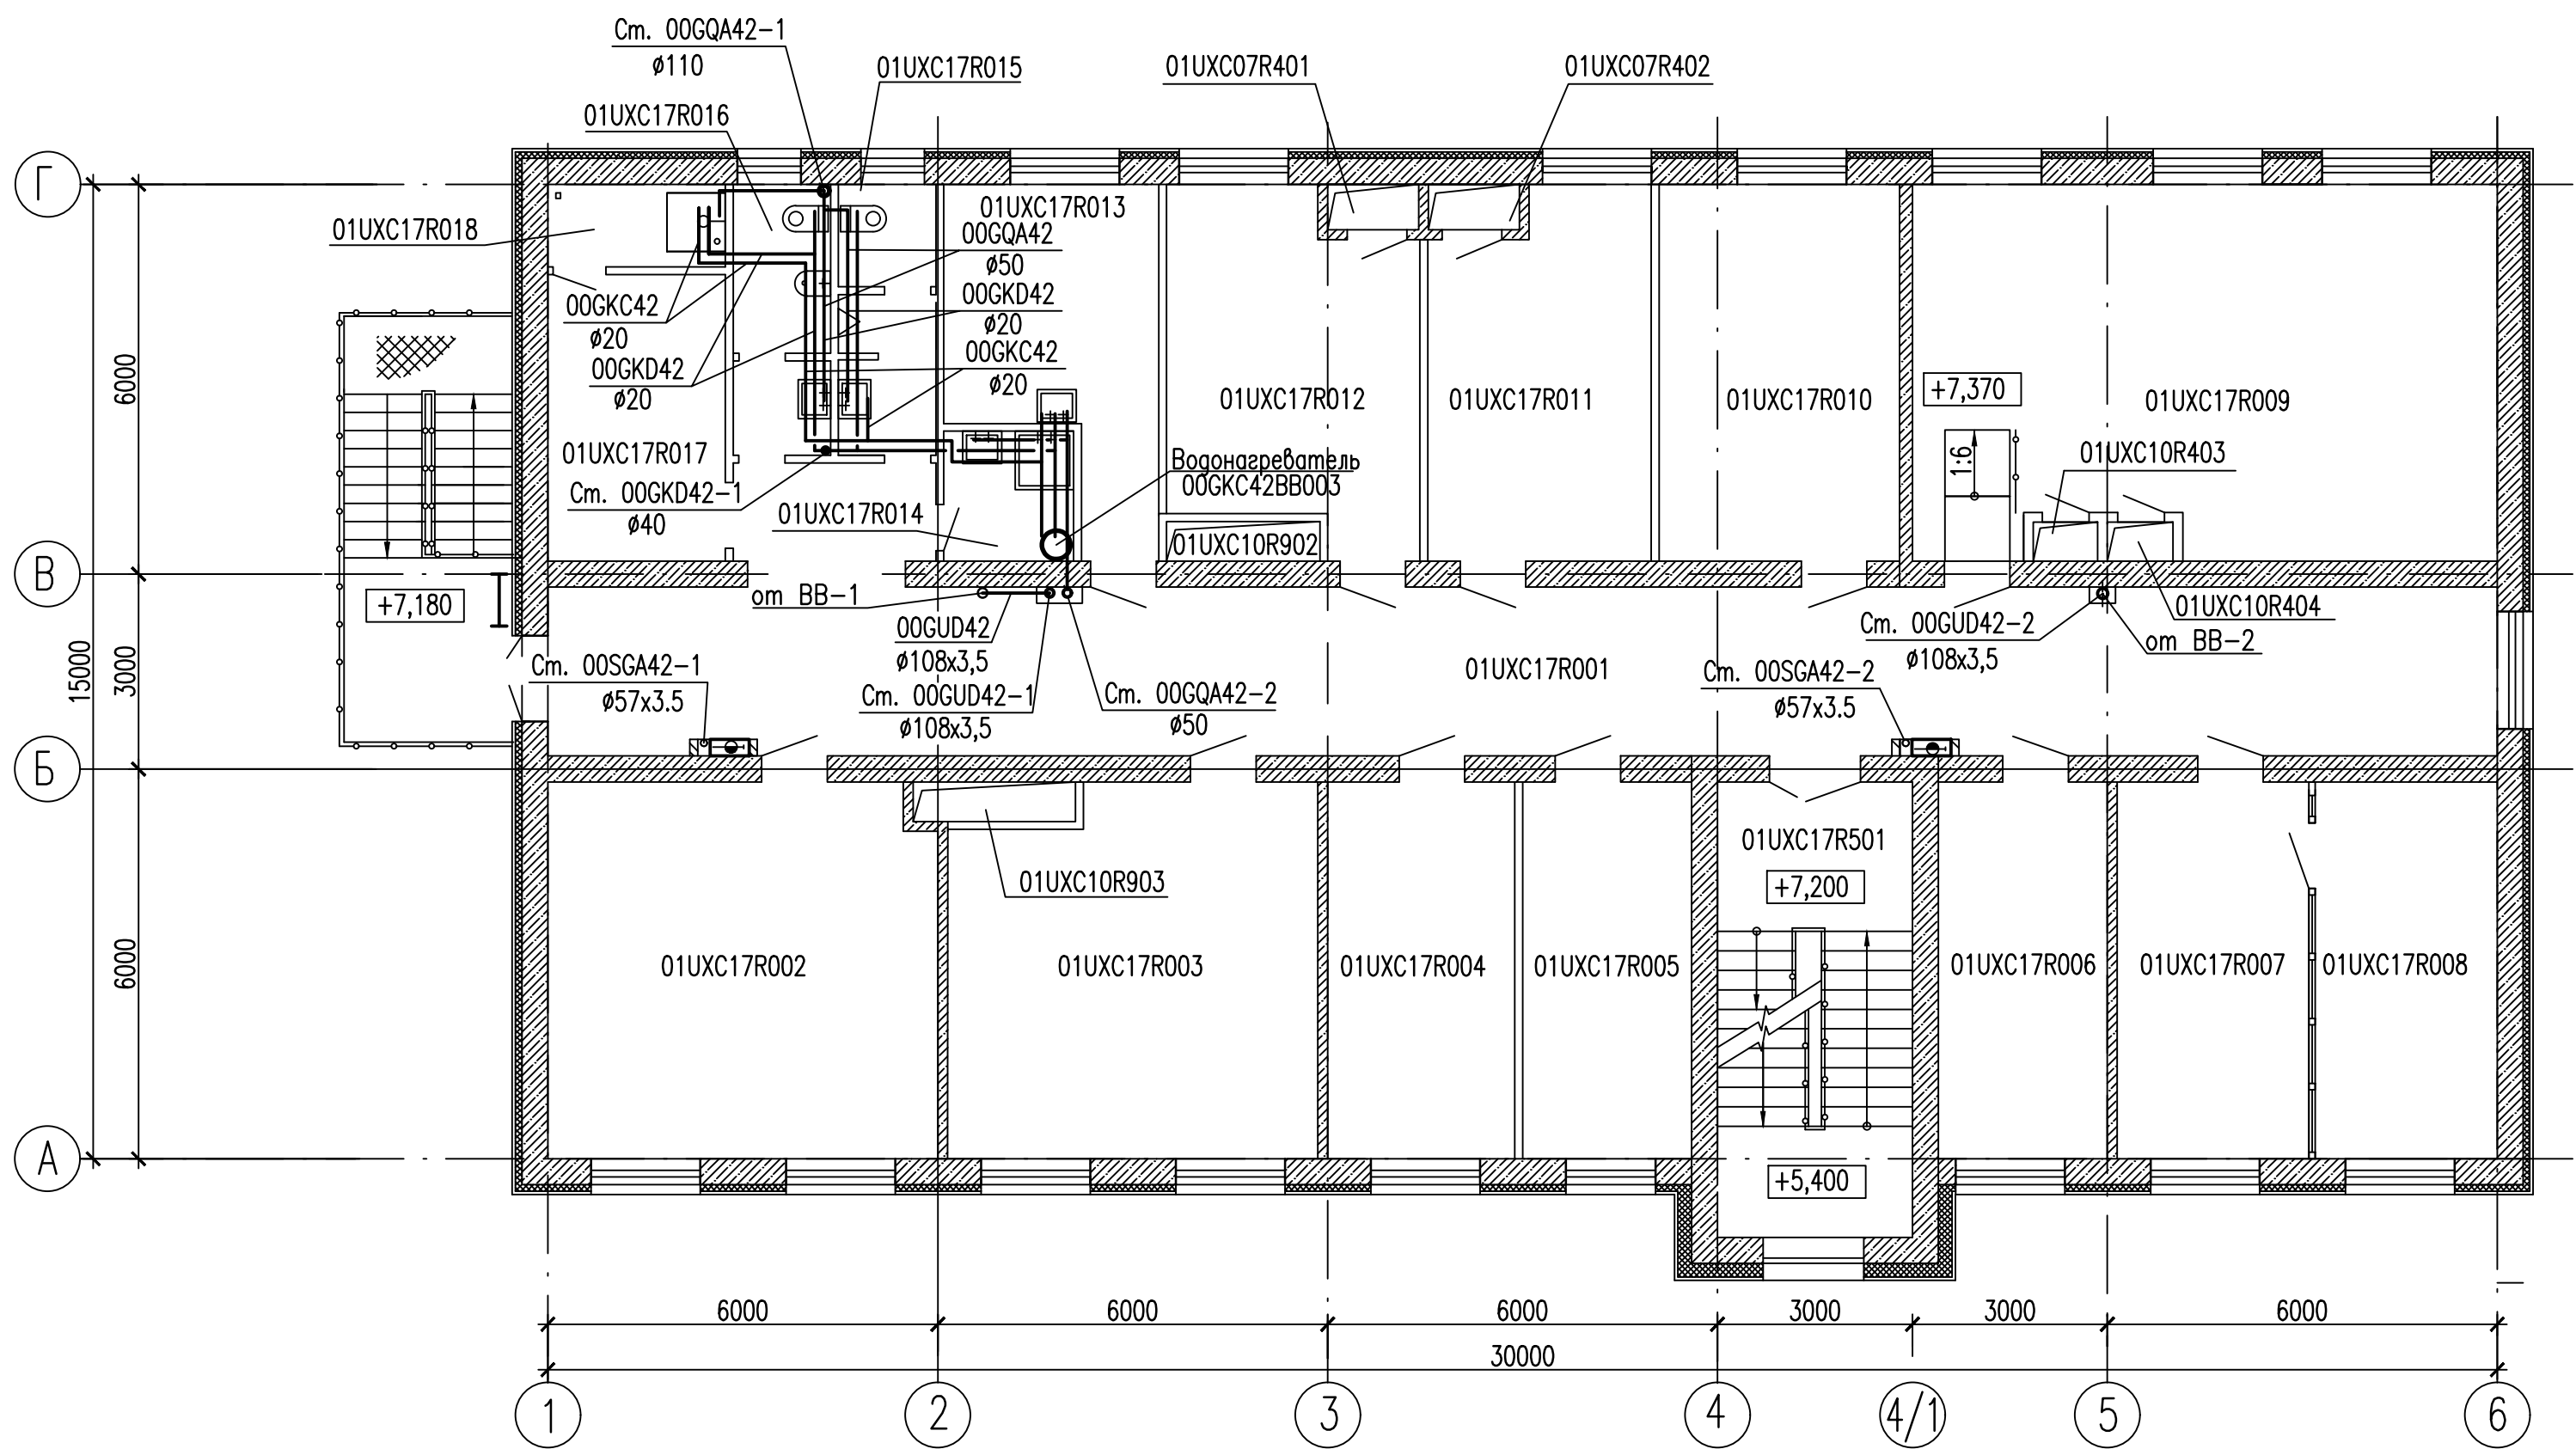 Ст. 00GQA42-1
ø110
01UXC17R015
01UXC07R401
01UXC07R402
01UXC17R016
Г
01UXC17R018
01UXC17R013
00GQA42
ø50
00GKD42
ø20
00GKC42
ø20
00GKC42
ø20
00GKD42
ø20
6000
01UXC17R012
01UXC17R011
01UXC17R010
+7,370
01UXC17R009
01UXC17R017
Ст. 00GKD42-1
ø40
Водонагреватель
00GKC42BB003
1:6
01UXC10R403
01UXC17R014
01UXC10R902
В
+7,180
от ВВ-1
00GUD42
ø108x3,5
Ст. 00GUD42-2
ø108x3,5
01UXC10R404
от ВВ-2
15000
3000
Ст. 00SGA42-1
ø57x3.5
Ст. 00GUD42-1
ø108x3,5
Ст. 00GQA42-2
ø50
01UXC17R001
Ст. 00SGA42-2
ø57x3.5
Б
01UXC17R501
+7,200
01UXC10R903
6000
01UXC17R002
01UXC17R003
01UXC17R004
01UXC17R005
01UXC17R006
01UXC17R007
01UXC17R008
А
+5,400
6000
6000
6000
3000
3000
6000
30000
1
2
3
4
4/1
5
6